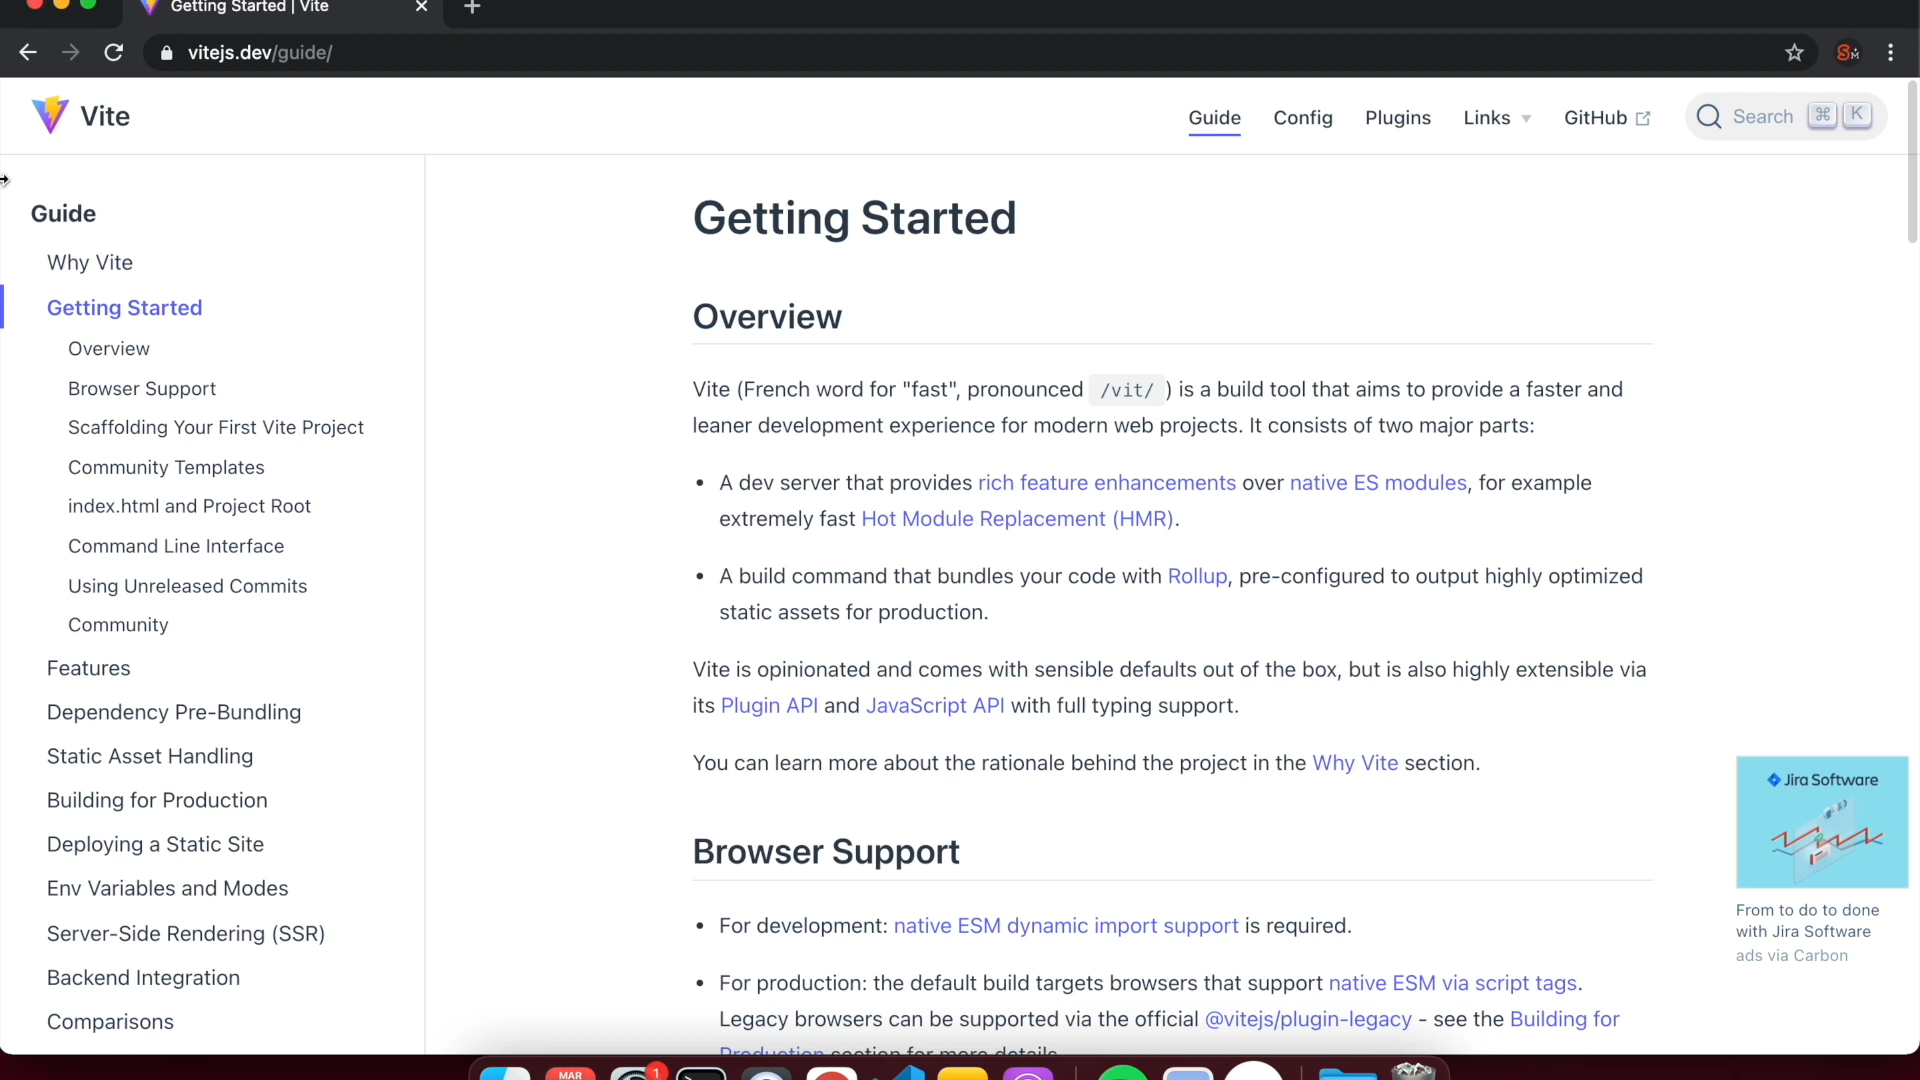 Getting Started | Vite
vitejs.dev/guide/
Vite
Guide
Config
Plugins
Links
GitHub
Search
⌘
K
Guide
Why Vite
Getting Started
Overview
Browser Support
Scaffolding Your First Vite Project
Community Templates
index.html and Project Root
Command Line Interface
Using Unreleased Commits
Community
Features
Dependency Pre-Bundling
Static Asset Handling
Building for Production
Deploying a Static Site
Env Variables and Modes
Server-Side Rendering (SSR)
Backend Integration
Comparisons
Getting Started
Overview
Vite (French word for "fast", pronounced /vit/ ) is a build tool that aims to provide a faster and
leaner development experience for modern web projects. It consists of two major parts:
• A dev server that provides rich feature enhancements over native ES modules, for example
extremely fast Hot Module Replacement (HMR).
• A build command that bundles your code with Rollup, pre-configured to output highly optimized
static assets for production.
Vite is opinionated and comes with sensible defaults out of the box, but is also highly extensible via
its Plugin API and JavaScript API with full typing support.
You can learn more about the rationale behind the project in the Why Vite section.
Browser Support
• For development: native ESM dynamic import support is required.
• For production: the default build targets browsers that support native ESM via script tags.
Legacy browsers can be supported via the official @vitejs/plugin-legacy - see the Building for
Production section for more details.
Jira Software
From to do to done
with Jira Software
ads via Carbon
MAR
1